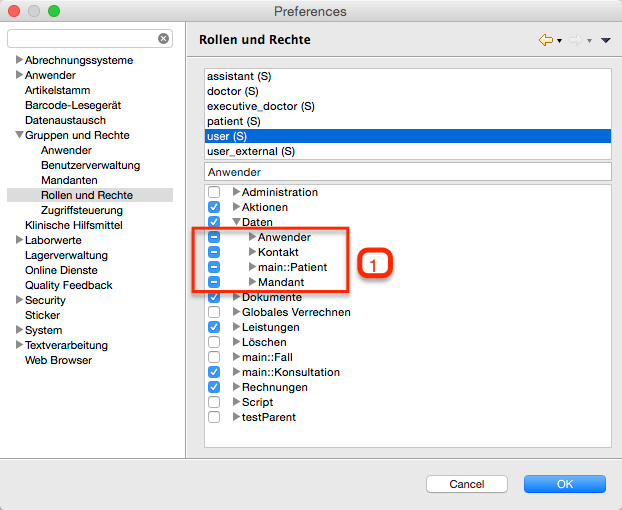 Preferences
Abrechnungssysteme
Anwender
Artikelstamm
Barcode-Lesegerät
Datenaustausch
Gruppen und Rechte
Anwender
Benutzerverwaltung
Mandanten
Rollen und Rechte
Zugriffsteuerung
Klinische Hilfsmittel
Laborwerte
Lagerverwaltung
Online Dienste
Quality Feedback
Security
Sticker
System
Textverarbeitung
Web Browser
Rollen und Rechte
assistant (S)
doctor (S)
executive_doctor (S)
patient (S)
user (S)
user_external (S)
Anwender
Administration
Aktionen
Daten
Anwender
Kontakt
main::Patient
Mandant
1
Dokumente
Globales Verrechnen
Leistungen
Löschen
main::Fall
main::Konsultation
Rechnungen
Script
testParent
Cancel
OK